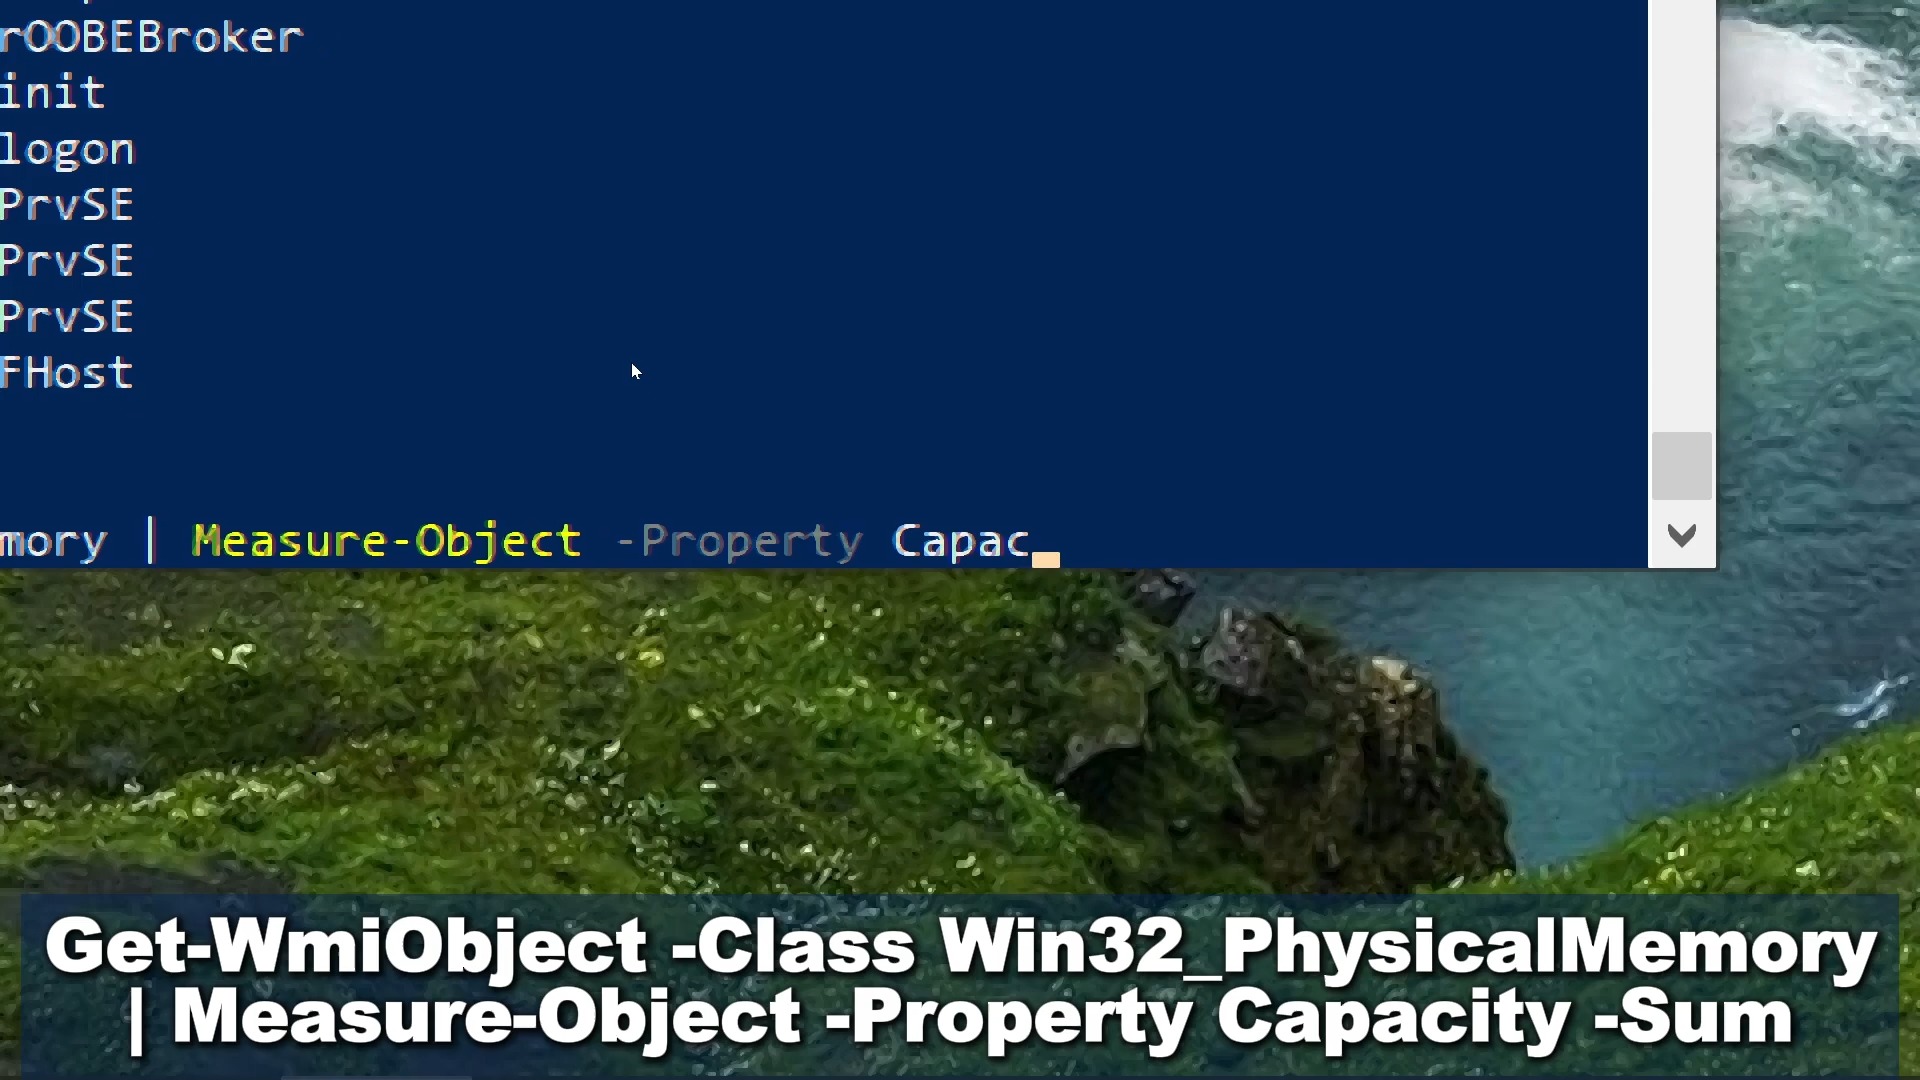 rOOBEBroker
init
logon
PrvSE
PrvSE
PrvSE
FHost
mory | Measure-Object -Property Capac
Get-WmiObject -Class Win32_PhysicalMemory
| Measure-Object -Property Capacity -Sum